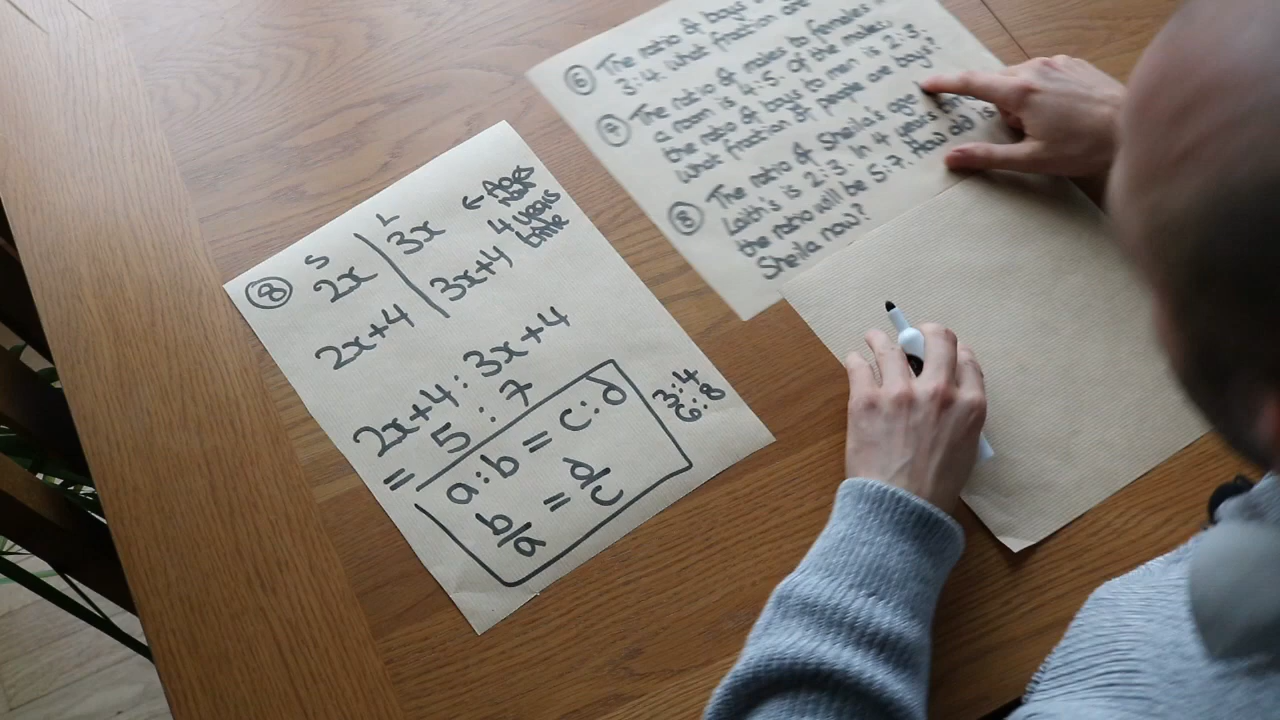 ⑧
S | L
2x | 3x ← Ages now
2x+4 | 3x+4 4 years time
2x+4 : 3x+4
= 5 : 7
a:b = c:d
b/a = d/c
3:4
6:8
⑥ The ratio of boys
3:4. What fraction are
⑦ The ratio of males to females
a room is 4:5. Of the males,
the ratio of boys to men is 2:3.
What fraction of people are boys?
⑧ The ratio of Sheila's age
Laith's is 2:3. In 4 years
the ratio will be 5:7. How old is
Sheila now?